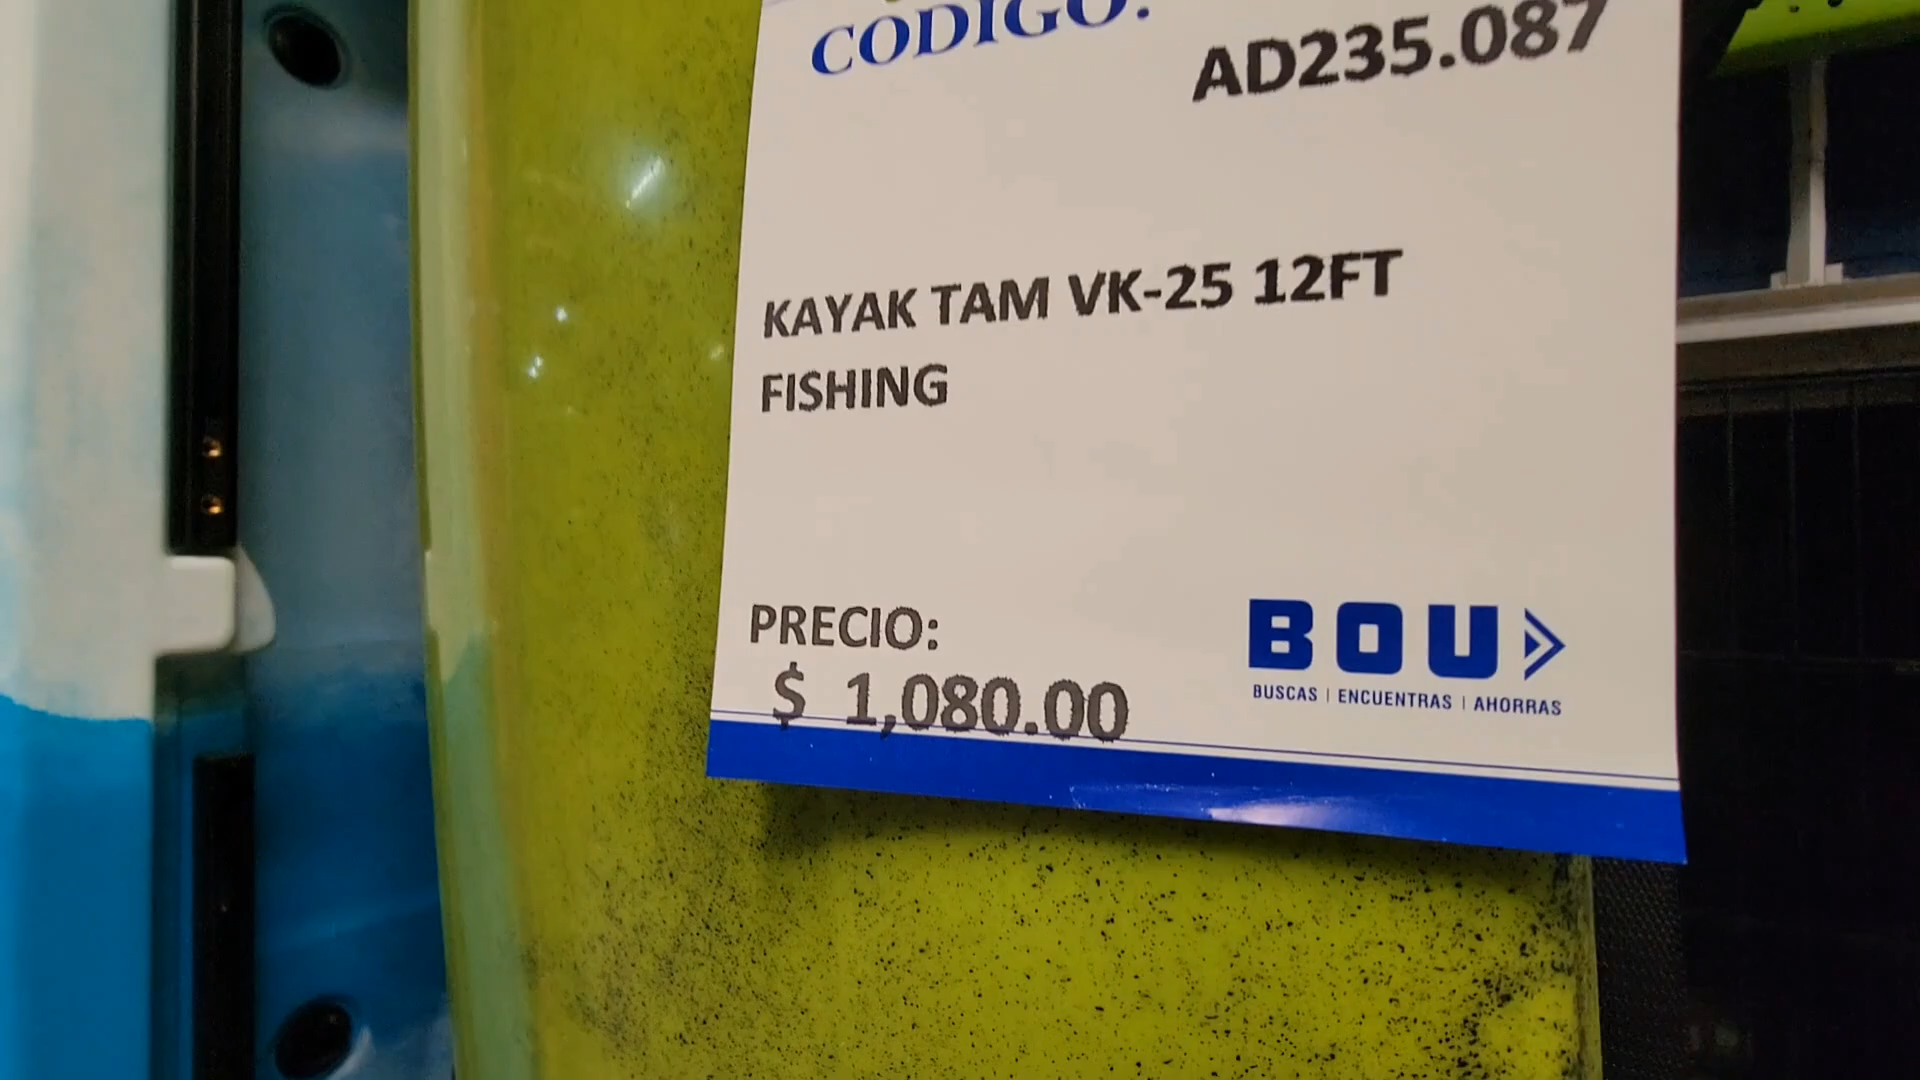 CODIGO:
AD235.087
KAYAK TAM VK-25 12FT
FISHING
PRECIO:
$ 1,080.00
BOU
BUSCAS | ENCUENTRAS | AHORRAS